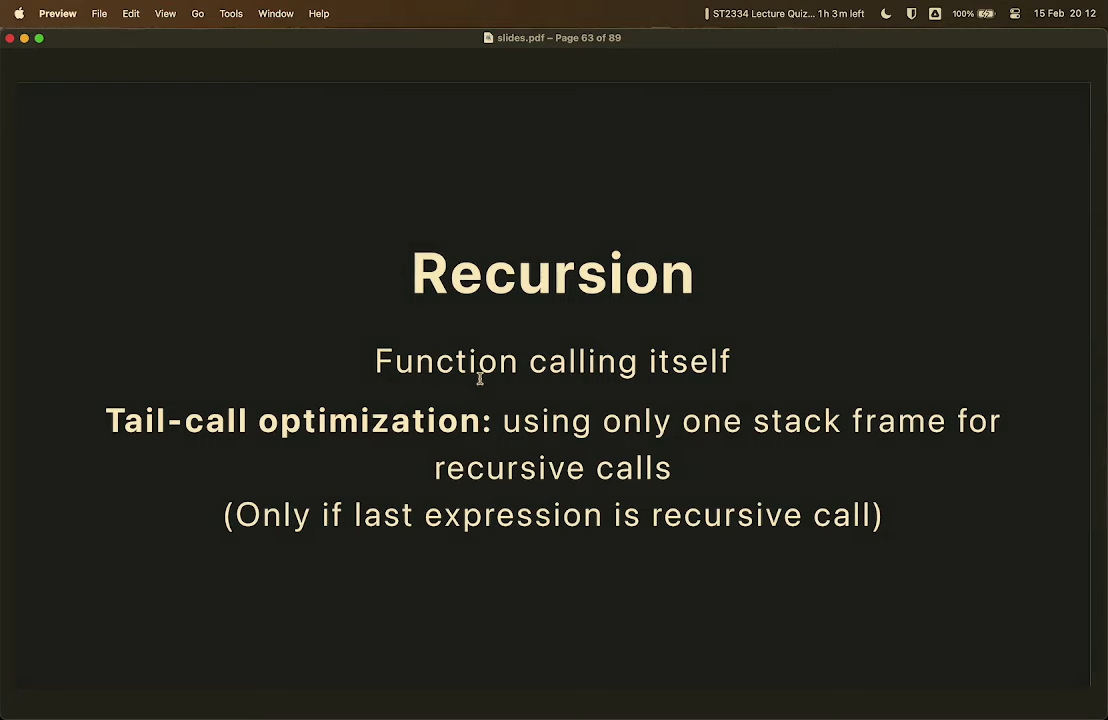 Preview File Edit View Go Tools Window Help ST2334 Lecture Quiz... 1 h 3 m left 100% 15 Feb 20 12
slides.pdf – Page 63 of 89
Recursion
Function calling itself
Tail-call optimization: using only one stack frame for
recursive calls
(Only if last expression is recursive call)